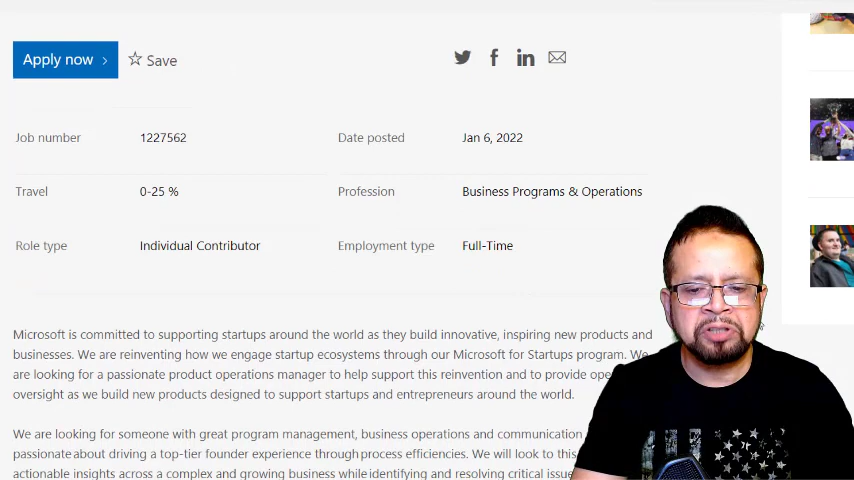 Apply now
Save
Job number 1227562 Date posted Jan 6, 2022
Travel 0-25 % Profession Business Programs & Operations
Role type Individual Contributor Employment type Full-Time
Microsoft is committed to supporting startups around the world as they build innovative, inspiring new products and
businesses. We are reinventing how we engage startup ecosystems through our Microsoft for Startups program. We
are looking for a passionate product operations manager to help support this reinvention and to provide
oversight as we build new products designed to support startups and entrepreneurs around the world.
We are looking for someone with great program management, business operations and communication
passionate about driving a top-tier founder experience through process efficiencies. We will look to this
actionable insights across a complex and growing business while identifying and resolving critical